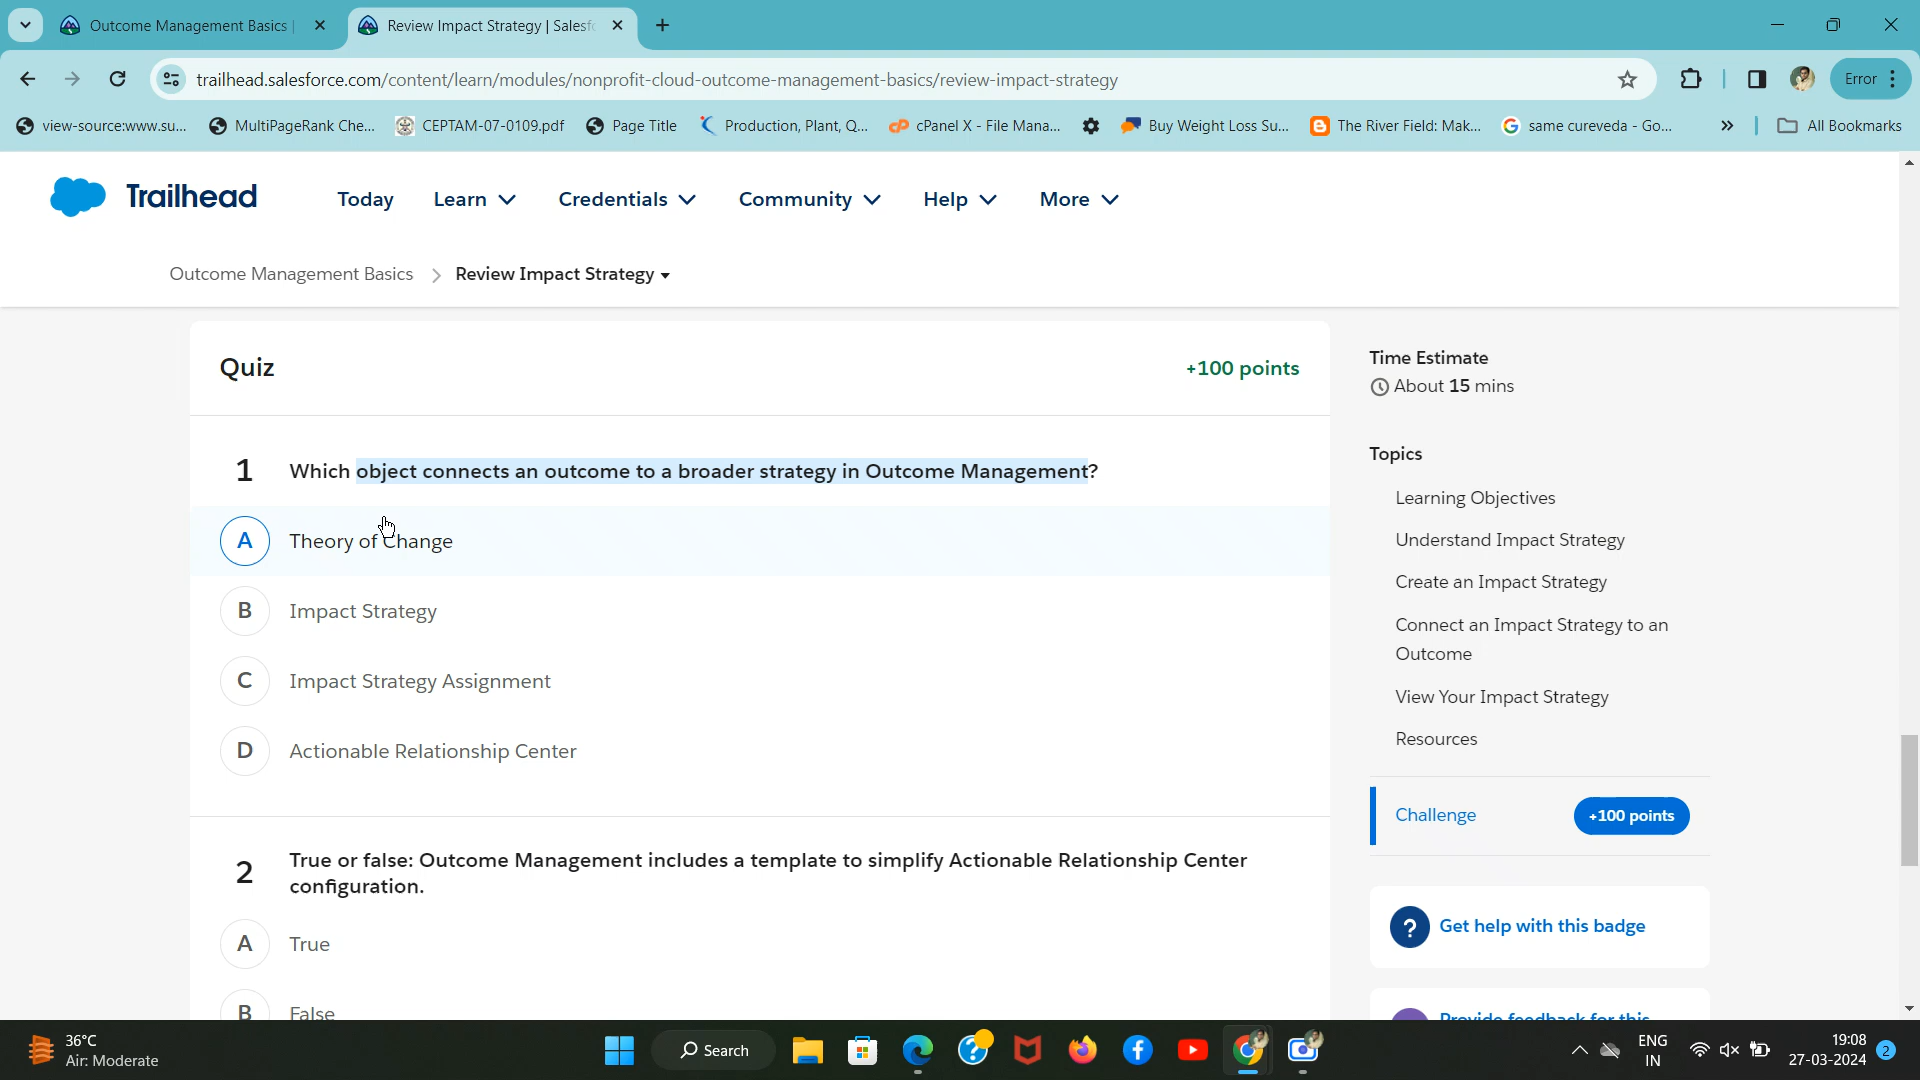 Outcome Management Basics |
Review Impact Strategy | Salesf
trailhead.salesforce.com/content/learn/modules/nonprofit-cloud-outcome-management-basics/review-impact-strategy
Error
view-source:www.su...
MultiPageRank Che...
CEPTAM-07-0109.pdf
Page Title
Production, Plant, Q...
cPanel X - File Mana...
Buy Weight Loss Su...
The River Field: Mak...
same cureveda - Go...
All Bookmarks
Trailhead
Today
Learn
Credentials
Community
Help
More
Outcome Management Basics
Review Impact Strategy
Quiz
+100 points
1
Which object connects an outcome to a broader strategy in Outcome Management?
A
Theory of Change
B
Impact Strategy
C
Impact Strategy Assignment
D
Actionable Relationship Center
2
True or false: Outcome Management includes a template to simplify Actionable Relationship Center
configuration.
A
True
B
False
Time Estimate
About 15 mins
Topics
Learning Objectives
Understand Impact Strategy
Create an Impact Strategy
Connect an Impact Strategy to an
Outcome
View Your Impact Strategy
Resources
Challenge
+100 points
Get help with this badge
Provide feedback for this
36°C
Air: Moderate
Search
ENG
IN
19:08
27-03-2024
2